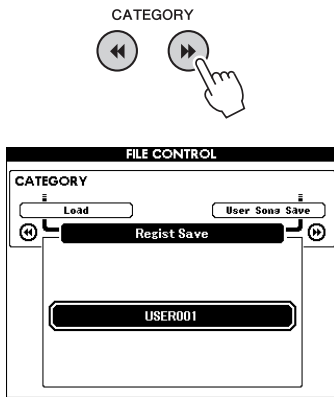 CATEGORY
FILE CONTROL
CATEGORY
Load
User Song Save
Regist Save
USER001